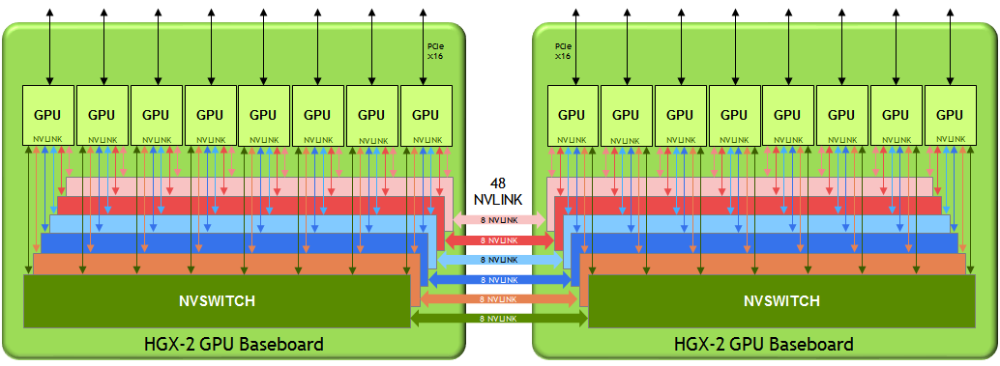 PCIe
x16
PCIe
x16
GPU GPU GPU GPU GPU GPU GPU GPU
NVLINK NVLINK NVLINK NVLINK NVLINK NVLINK NVLINK NVLINK
GPU GPU GPU GPU GPU GPU GPU GPU
NVLINK NVLINK NVLINK NVLINK NVLINK NVLINK NVLINK NVLINK
48
NVLINK
8 NVLINK
8 NVLINK
8 NVLINK
8 NVLINK
8 NVLINK
8 NVLINK
NVSWITCH
NVSWITCH
HGX-2 GPU Baseboard
HGX-2 GPU Baseboard